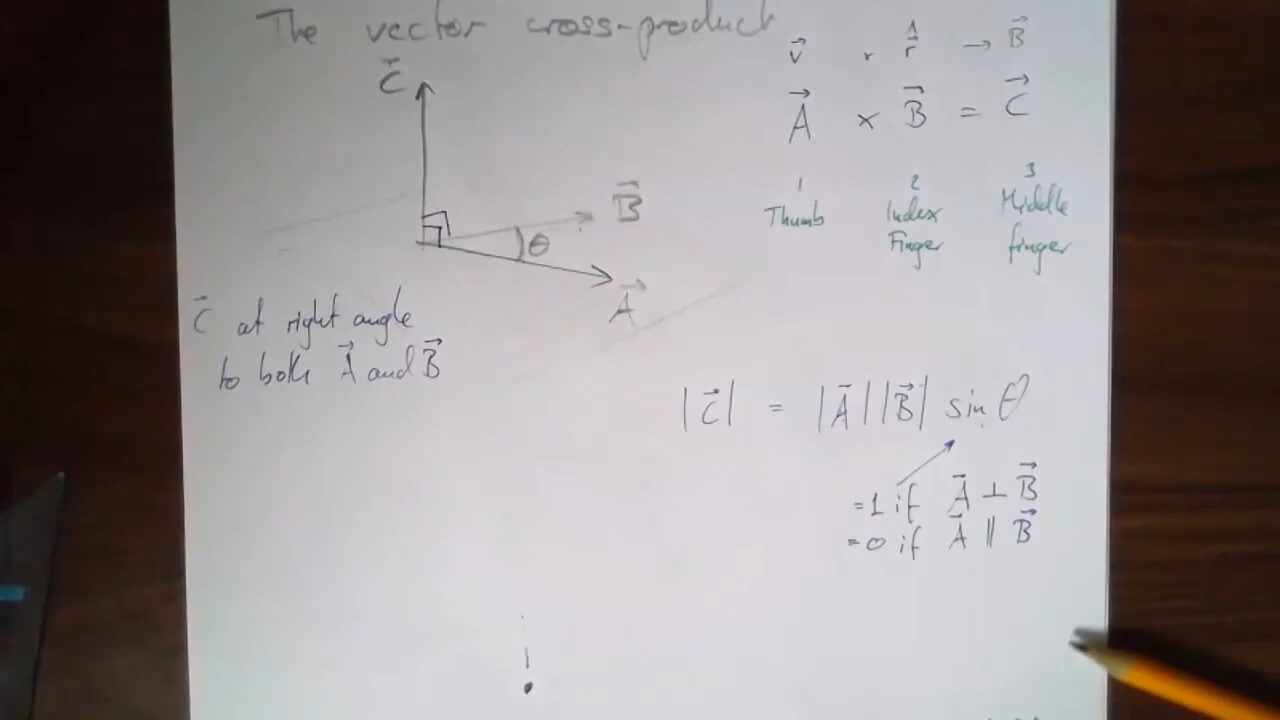 The vector cross-product
v⃗ × r̂ → B⃗
A⃗ × B⃗ = C⃗
1 2 3
Thumb Index Finger Middle finger
C⃗
B⃗
θ
A⃗
C⃗ at right angle
to both A⃗ and B⃗
|C⃗| = |A⃗||B⃗| sin θ
=1 if A⃗ ⊥ B⃗
=0 if A⃗ ∥ B⃗